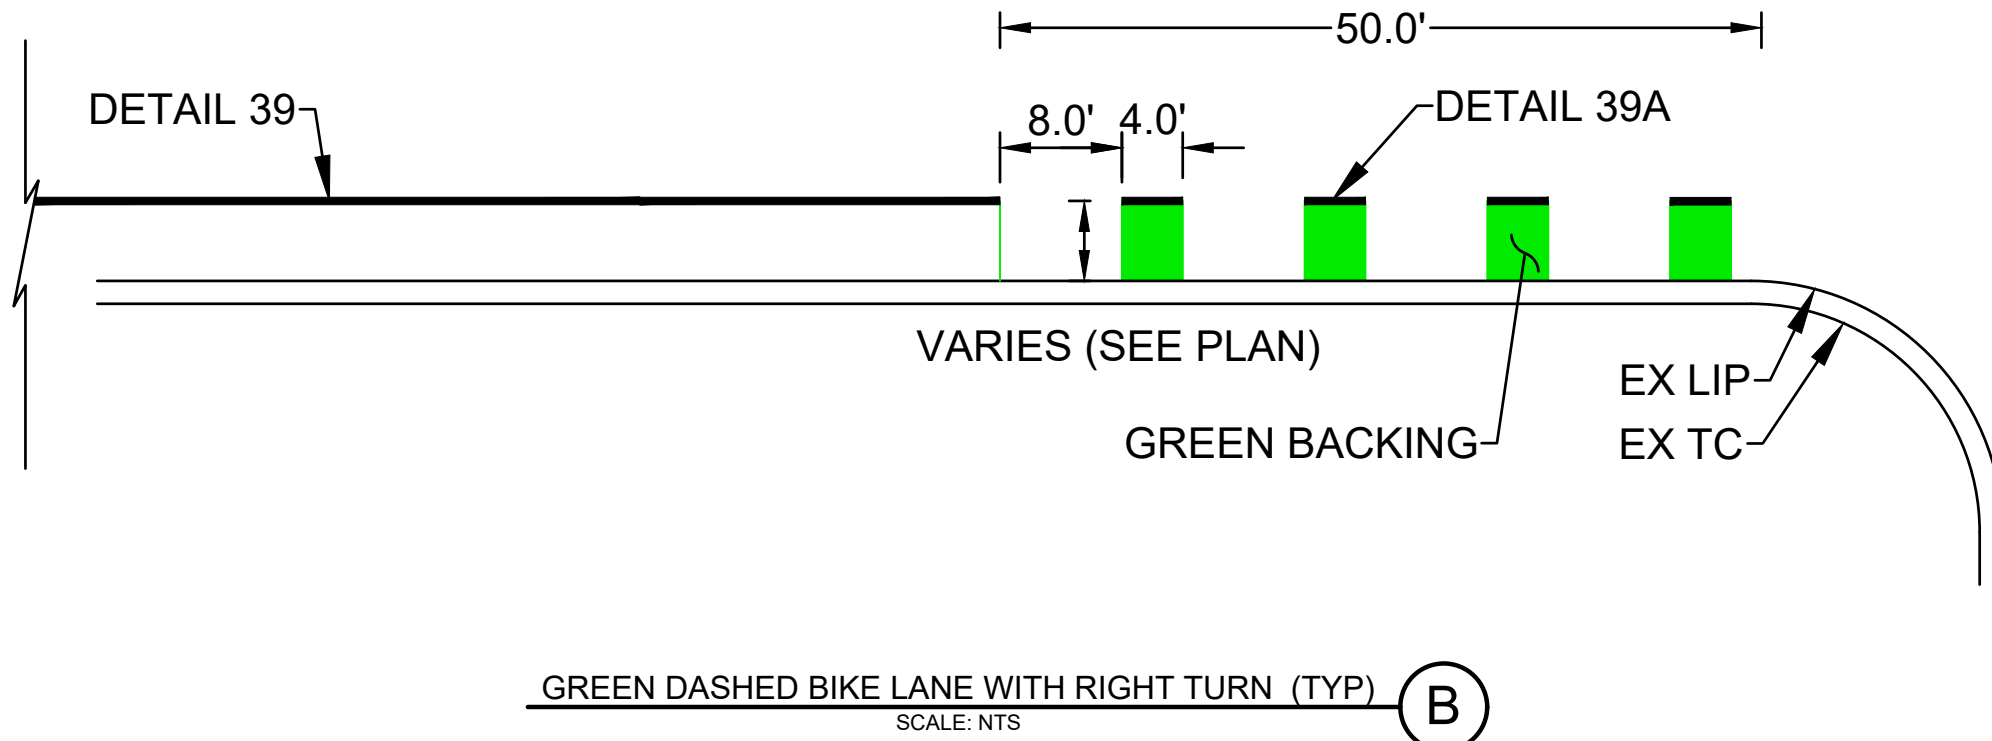 50.0'
DETAIL 39
8.0' 4.0'
DETAIL 39A
VARIES (SEE PLAN)
EX LIP
GREEN BACKING
EX TC
GREEN DASHED BIKE LANE WITH RIGHT TURN (TYP)
B
SCALE: NTS